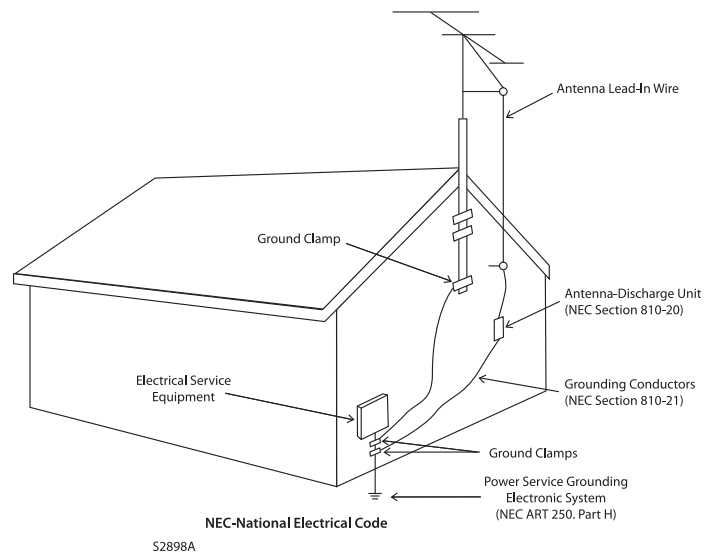 Antenna Lead-In Wire
Ground Clamp
Antenna-Discharge Unit
(NEC Section 810-20)
Electrical Service
Equipment
Grounding Conductors
(NEC Section 810-21)
Ground Clamps
Power Service Grounding
Electronic System
(NEC ART 250. Part H)
NEC-National Electrical Code
S2898A